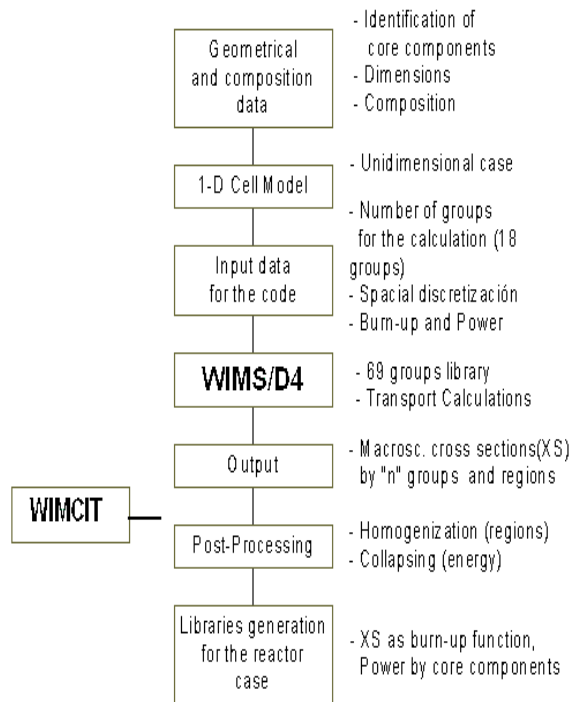 Geometrical
and composition
data
- Identification of
core components
- Dimensions
- Composition
1-D Cell Model
- Unidimensional case
Input data
for the code
- Number of groups
for the calculation (18
groups)
- Spacial discretización
- Burn-up and Power
WIMS/D4
- 69 groups library
- Transport Calculations
Output
- Macrosc. cross sections(XS)
by "n" groups and regions
WIMCIT
Post-Processing
- Homogenization (regions)
- Collapsing (energy)
Libraries generation
for the reactor
case
- XS as burn-up function,
Power by core components